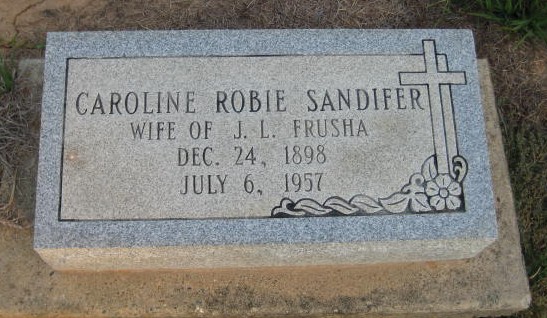 CAROLINE ROBIE SANDIFER
WIFE OF J. L. FRUSHA
DEC. 24, 1898
JULY 6, 1957